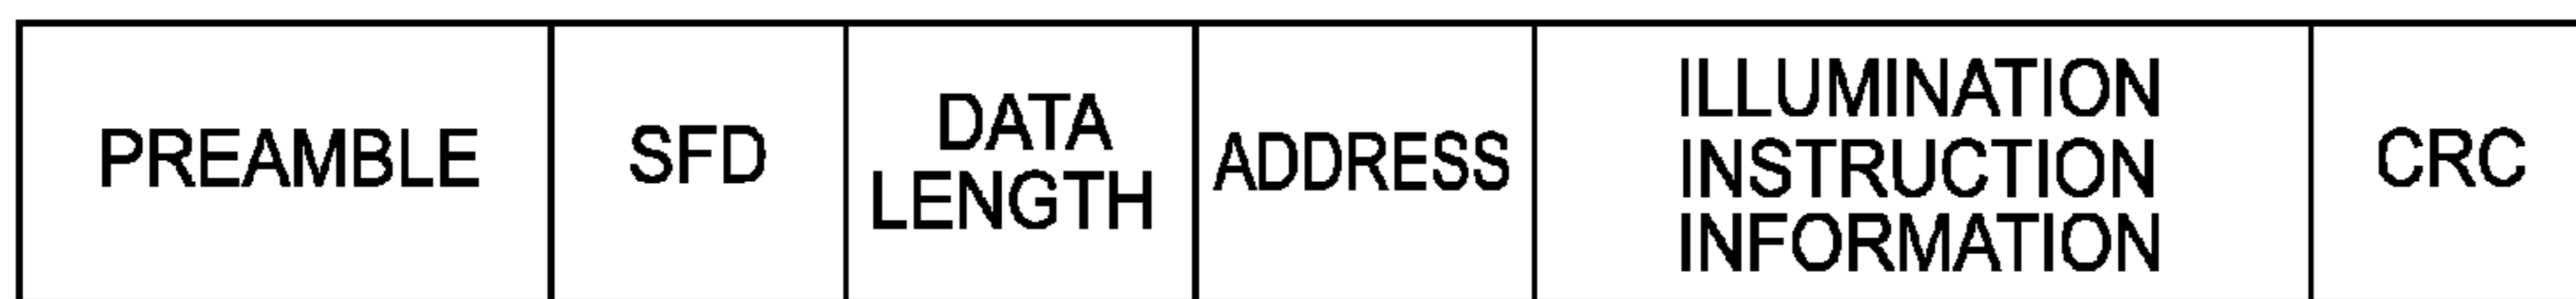 PREAMBLE
SFD
DATA
LENGTH
ADDRESS
ILLUMINATION
INSTRUCTION
INFORMATION
CRC